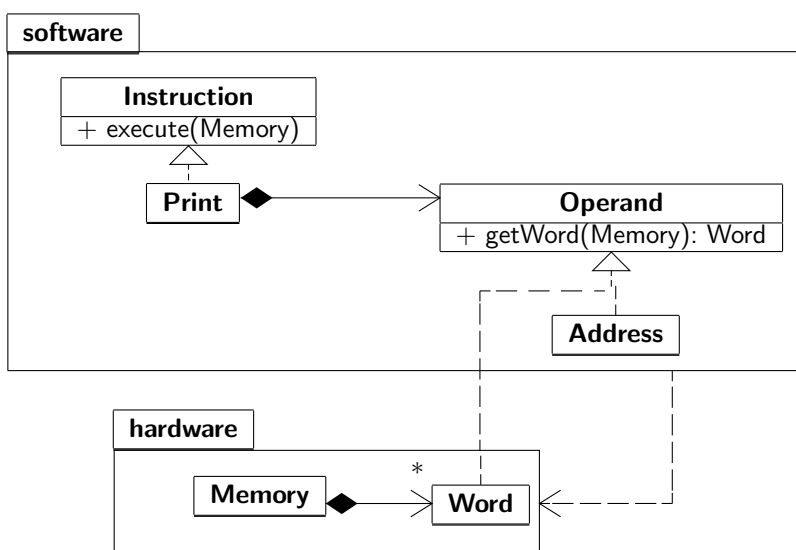 software
Instruction
+ execute(Memory)
Print
Operand
+ getWord(Memory): Word
Address
hardware
*
Memory
Word